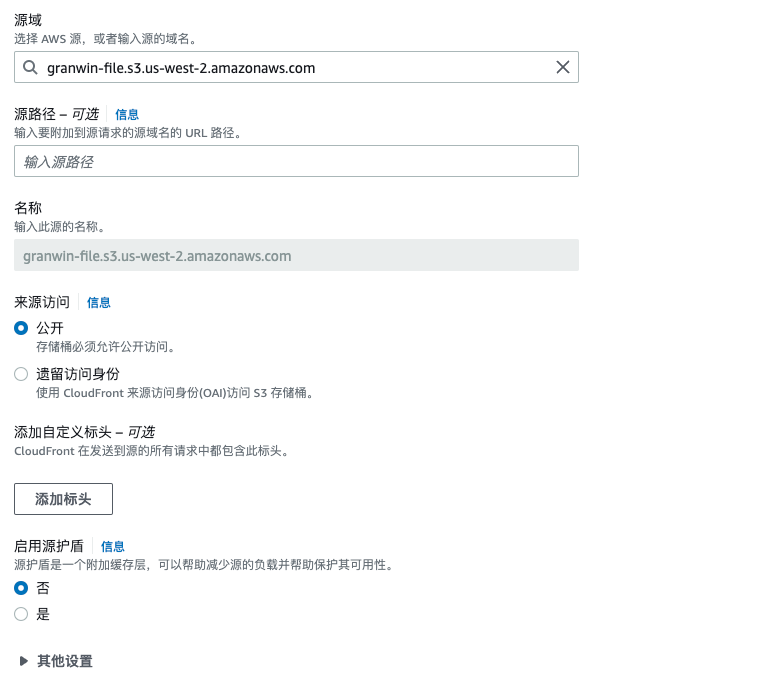 源域
选择 AWS 源，或者输入源的域名。
granwin-file.s3.us-west-2.amazonaws.com
源路径 – 可选 信息
输入要附加到源请求的源域名的 URL 路径。
输入源路径
名称
输入此源的名称。
granwin-file.s3.us-west-2.amazonaws.com
来源访问 信息
公开
存储桶必须允许公开访问。
遗留访问身份
使用 CloudFront 来源访问身份(OAI)访问 S3 存储桶。
添加自定义标头 – 可选
CloudFront 在发送到源的所有请求中都包含此标头。
添加标头
启用源护盾 信息
源护盾是一个附加缓存层，可以帮助减少源的负载并帮助保护其可用性。
否
是
其他设置